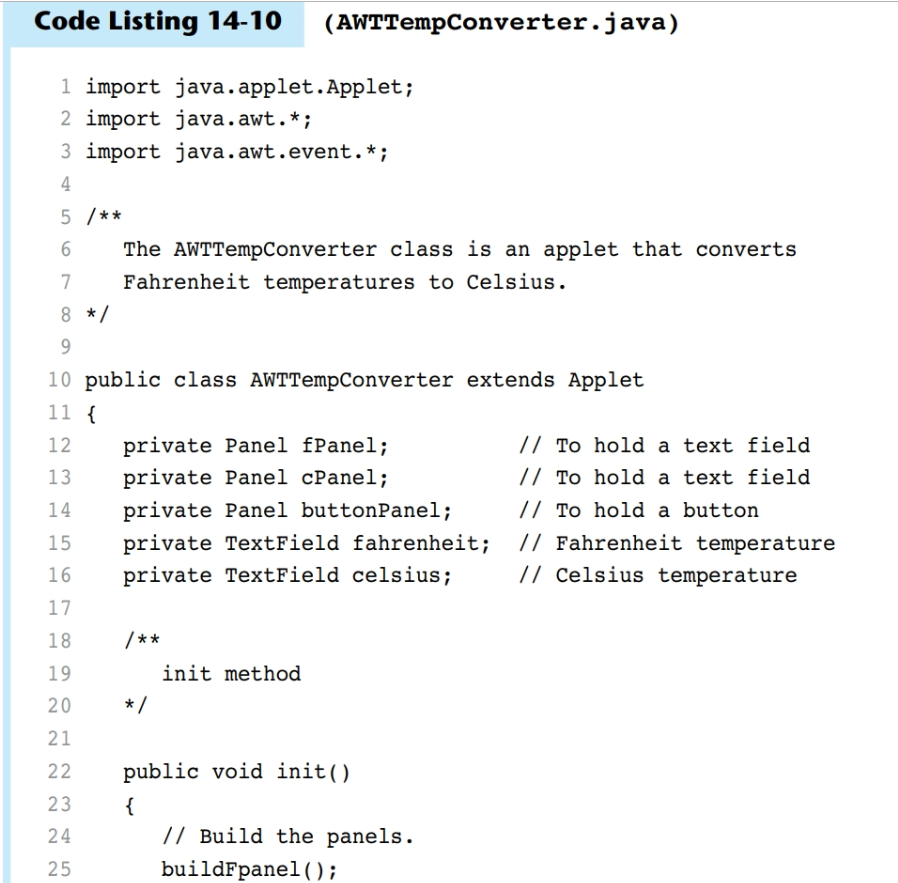 Code Listing 14-10 (AWTTempConverter.java)
1 import java.applet.Applet;
2 import java.awt.*;
3 import java.awt.event.*;
4
5 /**
6    The AWTTempConverter class is an applet that converts
7    Fahrenheit temperatures to Celsius.
8 */
9
10 public class AWTTempConverter extends Applet
11 {
12    private Panel fPanel;          // To hold a text field
13    private Panel cPanel;          // To hold a text field
14    private Panel buttonPanel;     // To hold a button
15    private TextField fahrenheit;  // Fahrenheit temperature
16    private TextField celsius;     // Celsius temperature
17
18    /**
19       init method
20    */
21
22    public void init()
23    {
24       // Build the panels.
25       buildFpanel();